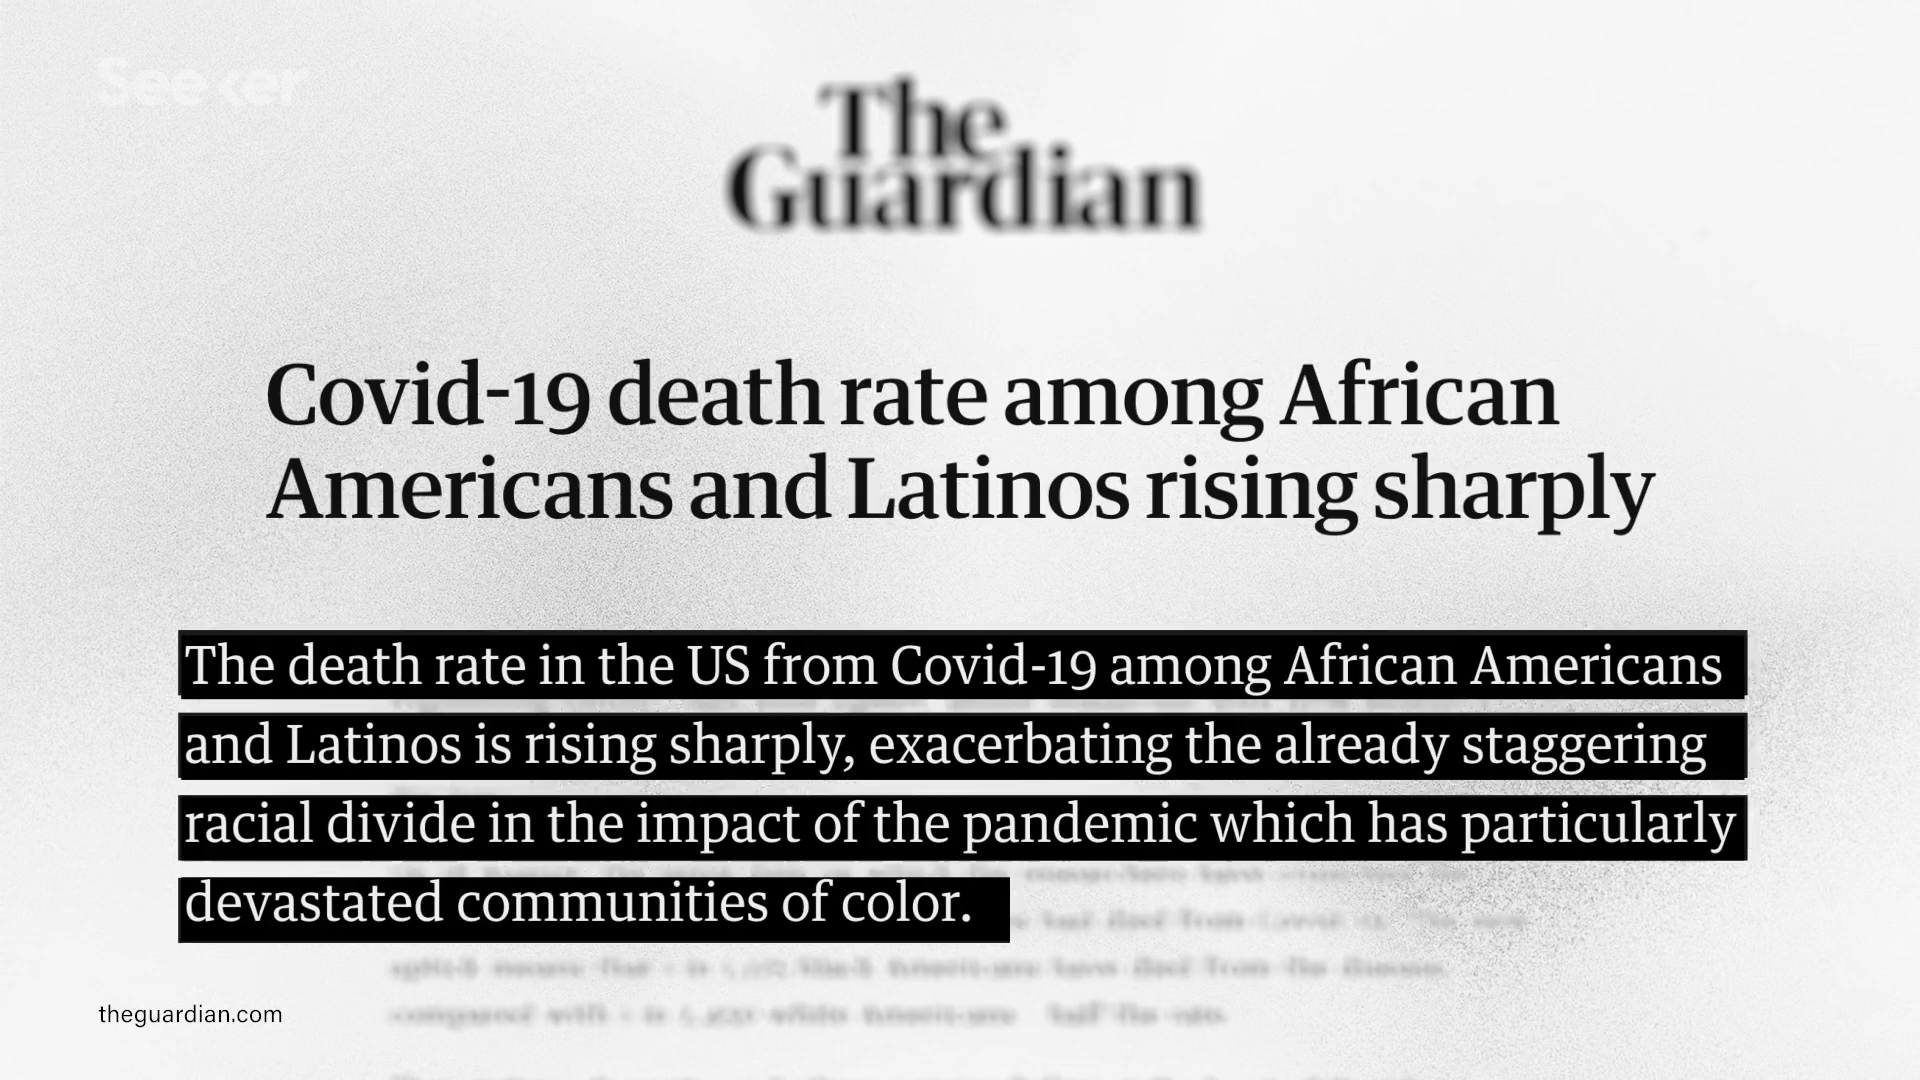 Seeker
The
Guardian
Covid-19 death rate among African
Americans and Latinos rising sharply
The death rate in the US from Covid-19 among African Americans
and Latinos is rising sharply, exacerbating the already staggering
racial divide in the impact of the pandemic which has particularly
devastated communities of color.
theguardian.com